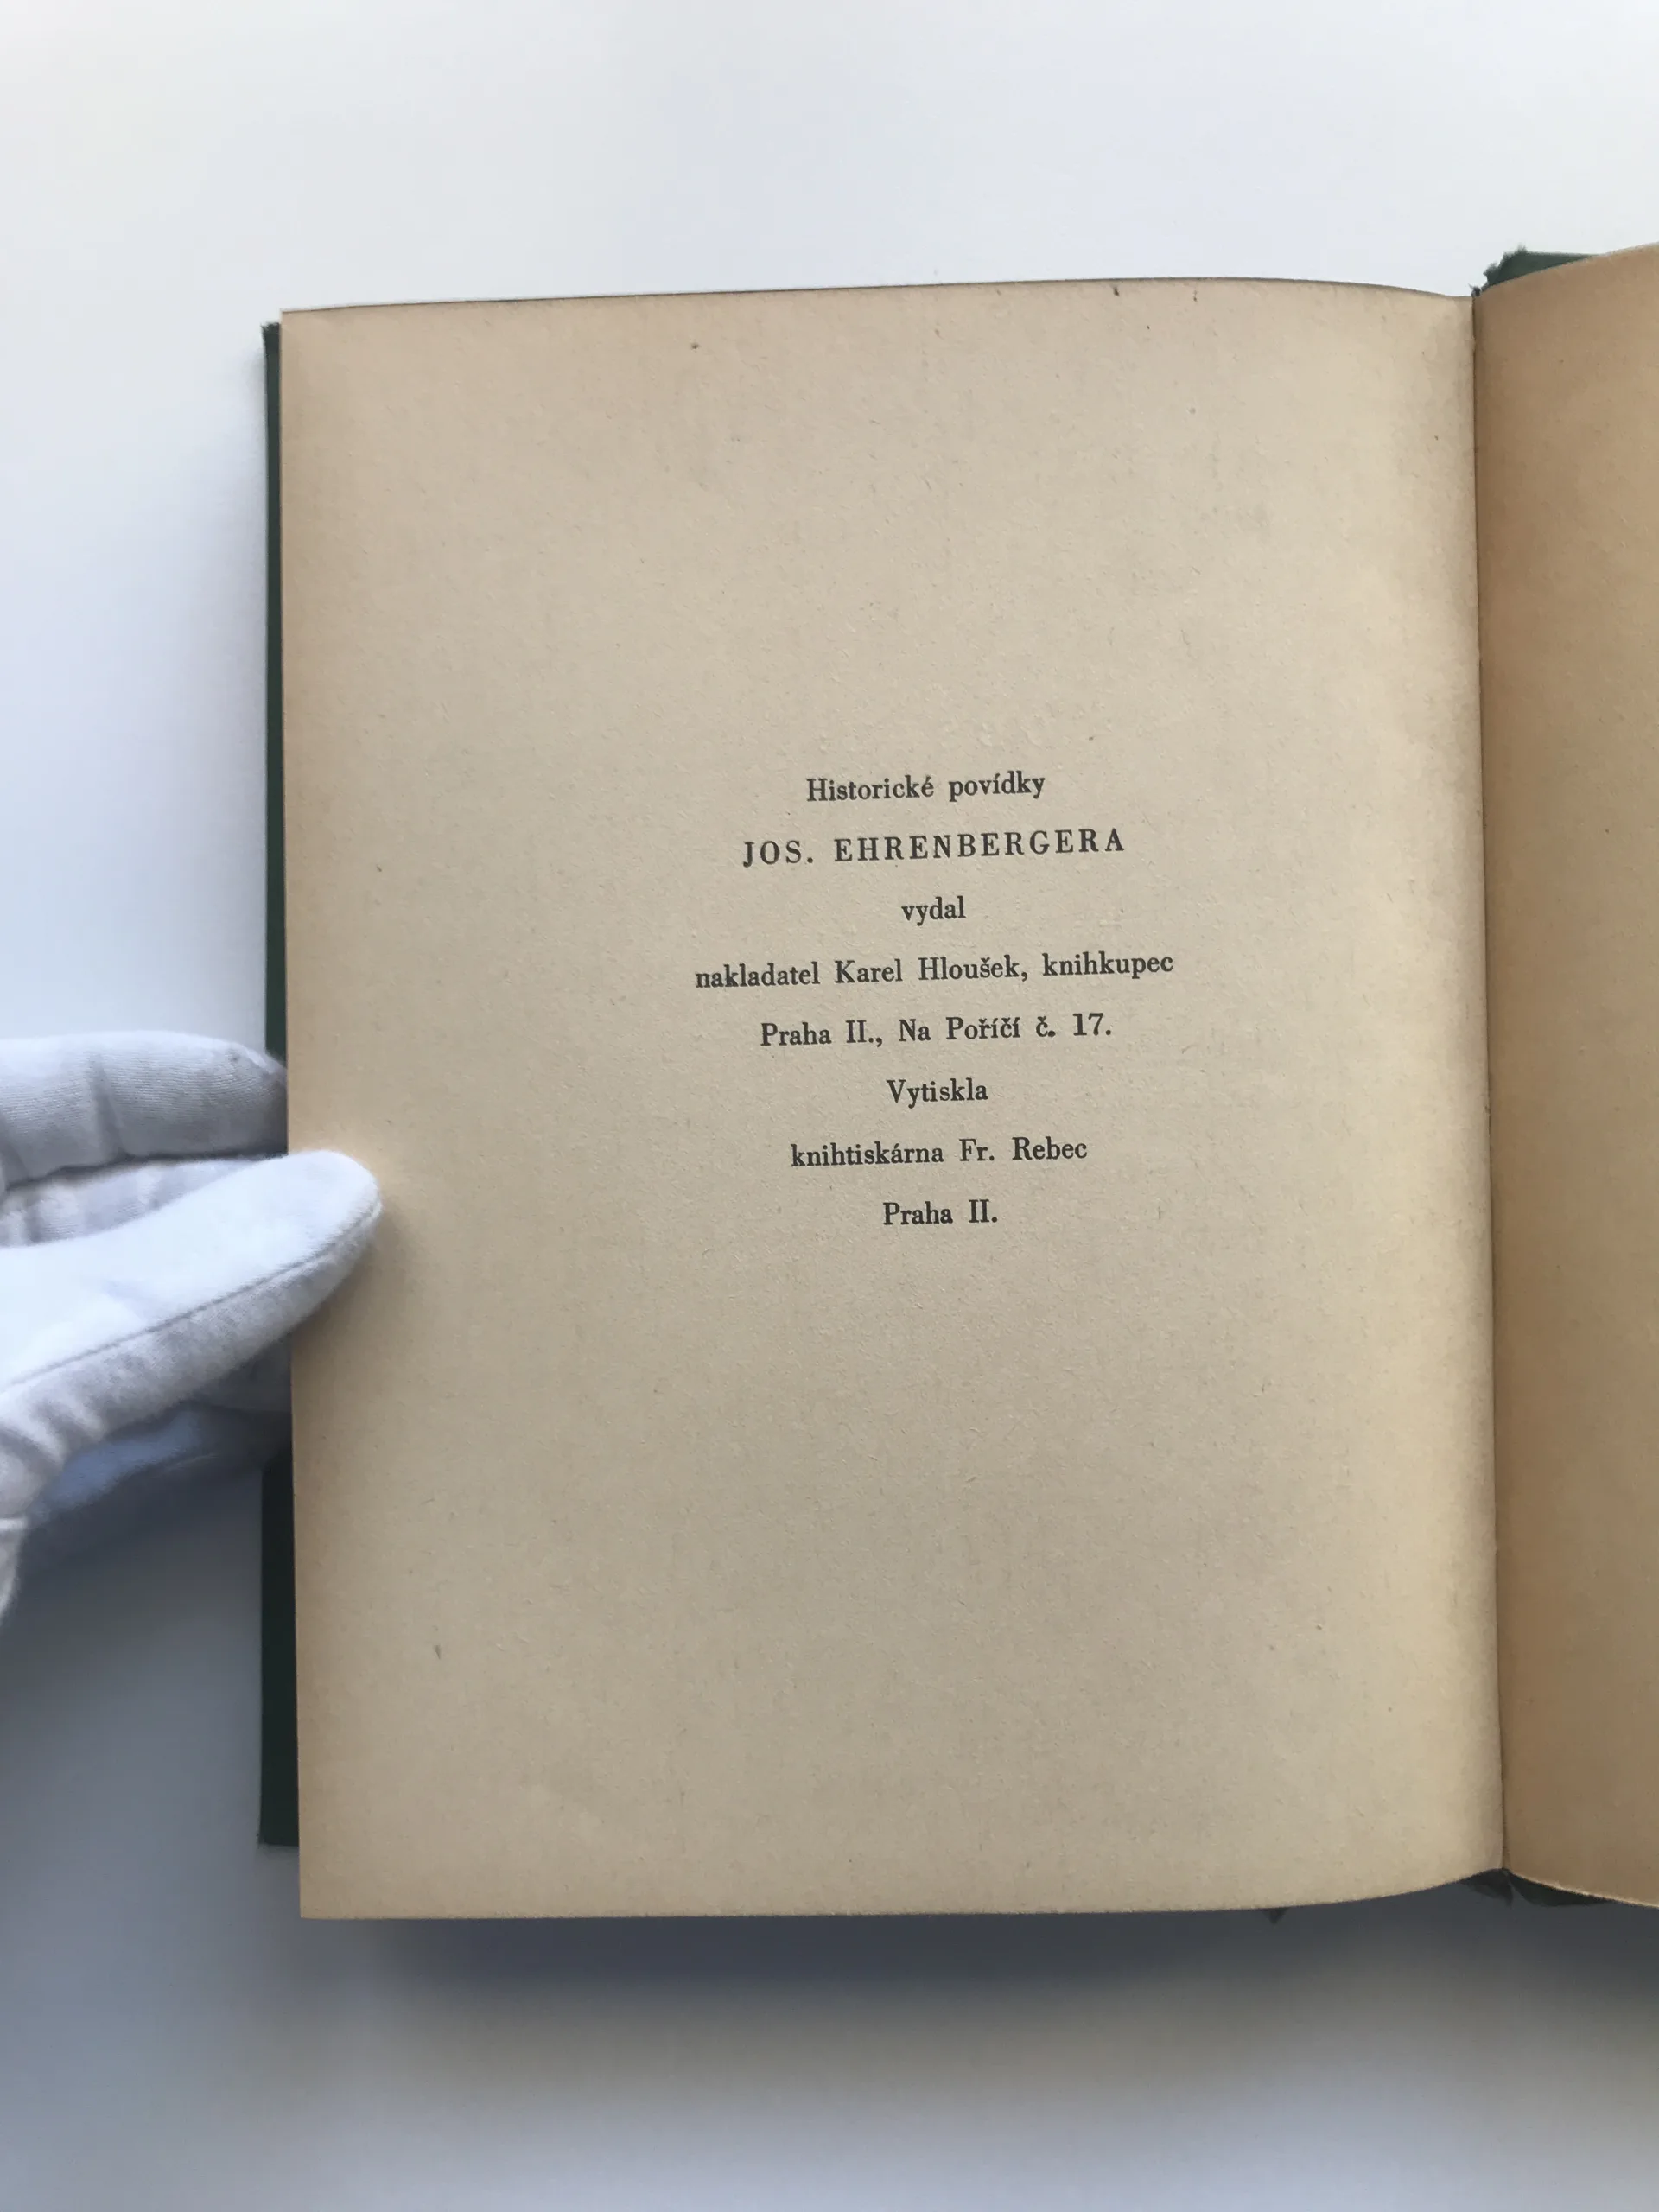 Historické povídky
JOS. EHRENBERGERA
vydal
nakladatel Karel Hloušek, knihkupec
Praha II., Na Poříčí č. 17.
Vytiskla
knihtiskárna Fr. Rebec
Praha II.